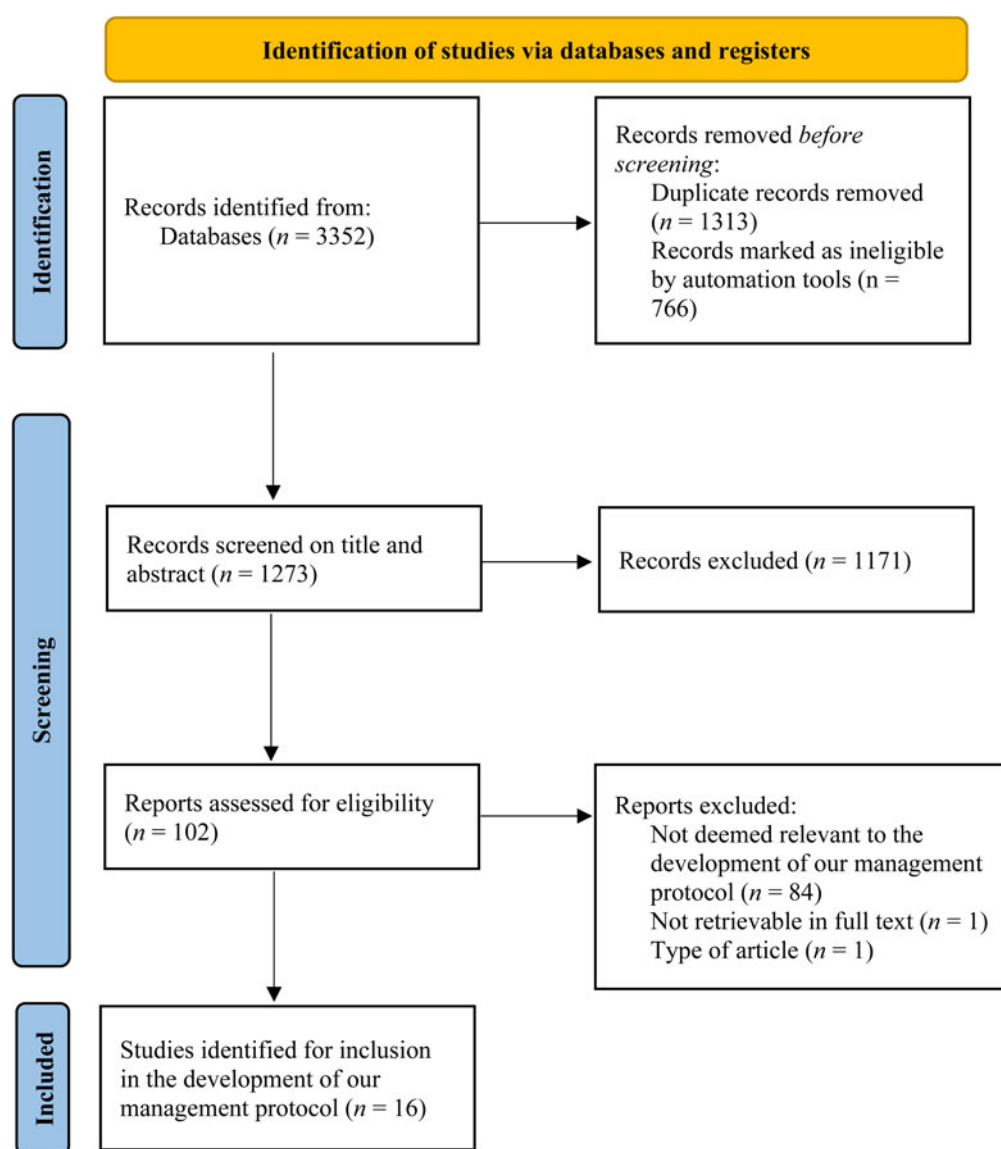 Identification of studies via databases and registers
Identification
Records identified from:
Databases (n = 3352)
Records removed before
screening:
Duplicate records removed
(n = 1313)
Records marked as ineligible
by automation tools (n =
766)
Screening
Records screened on title and
abstract (n = 1273)
Records excluded (n = 1171)
Reports assessed for eligibility
(n = 102)
Reports excluded:
Not deemed relevant to the
development of our management
protocol (n = 84)
Not retrievable in full text (n = 1)
Type of article (n = 1)
Included
Studies identified for inclusion
in the development of our
management protocol (n = 16)